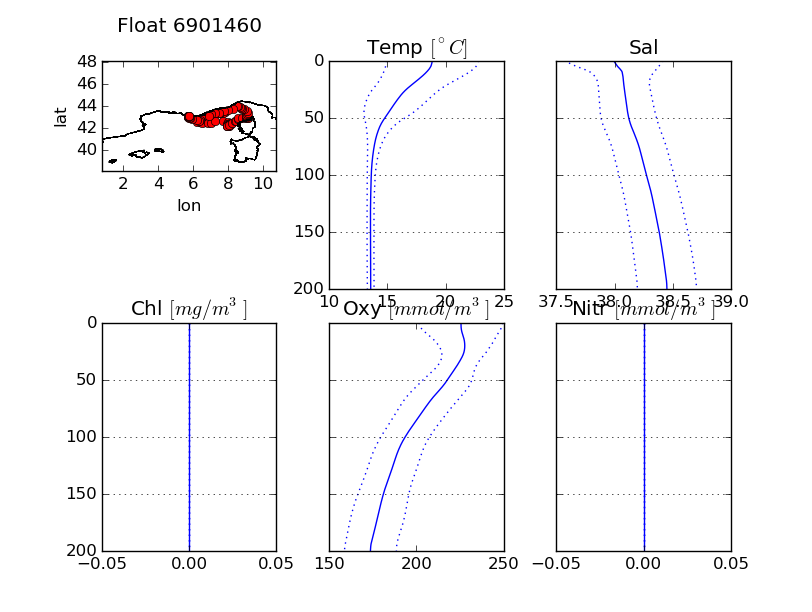 Float 6901460
Temp [°C]
Sal
48
46
44
42
40
lat
2 4 6 8 10
lon
0
50
100
150
200
10 15 20 25
37.5 38.0 38.5 39.0
Chl [mg/m³]
Oxy [mmol/m³]
Nitr [mmol/m³]
0
50
100
150
200
−0.05 0.00 0.05
150 200 250
−0.05 0.00 0.05